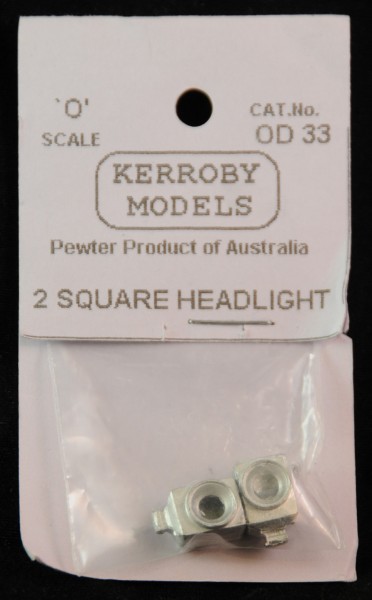 `O'
SCALE
CAT.No.
OD 33
KERROBY
MODELS
Pewter Product of Australia
2 SQUARE HEADLIGHT